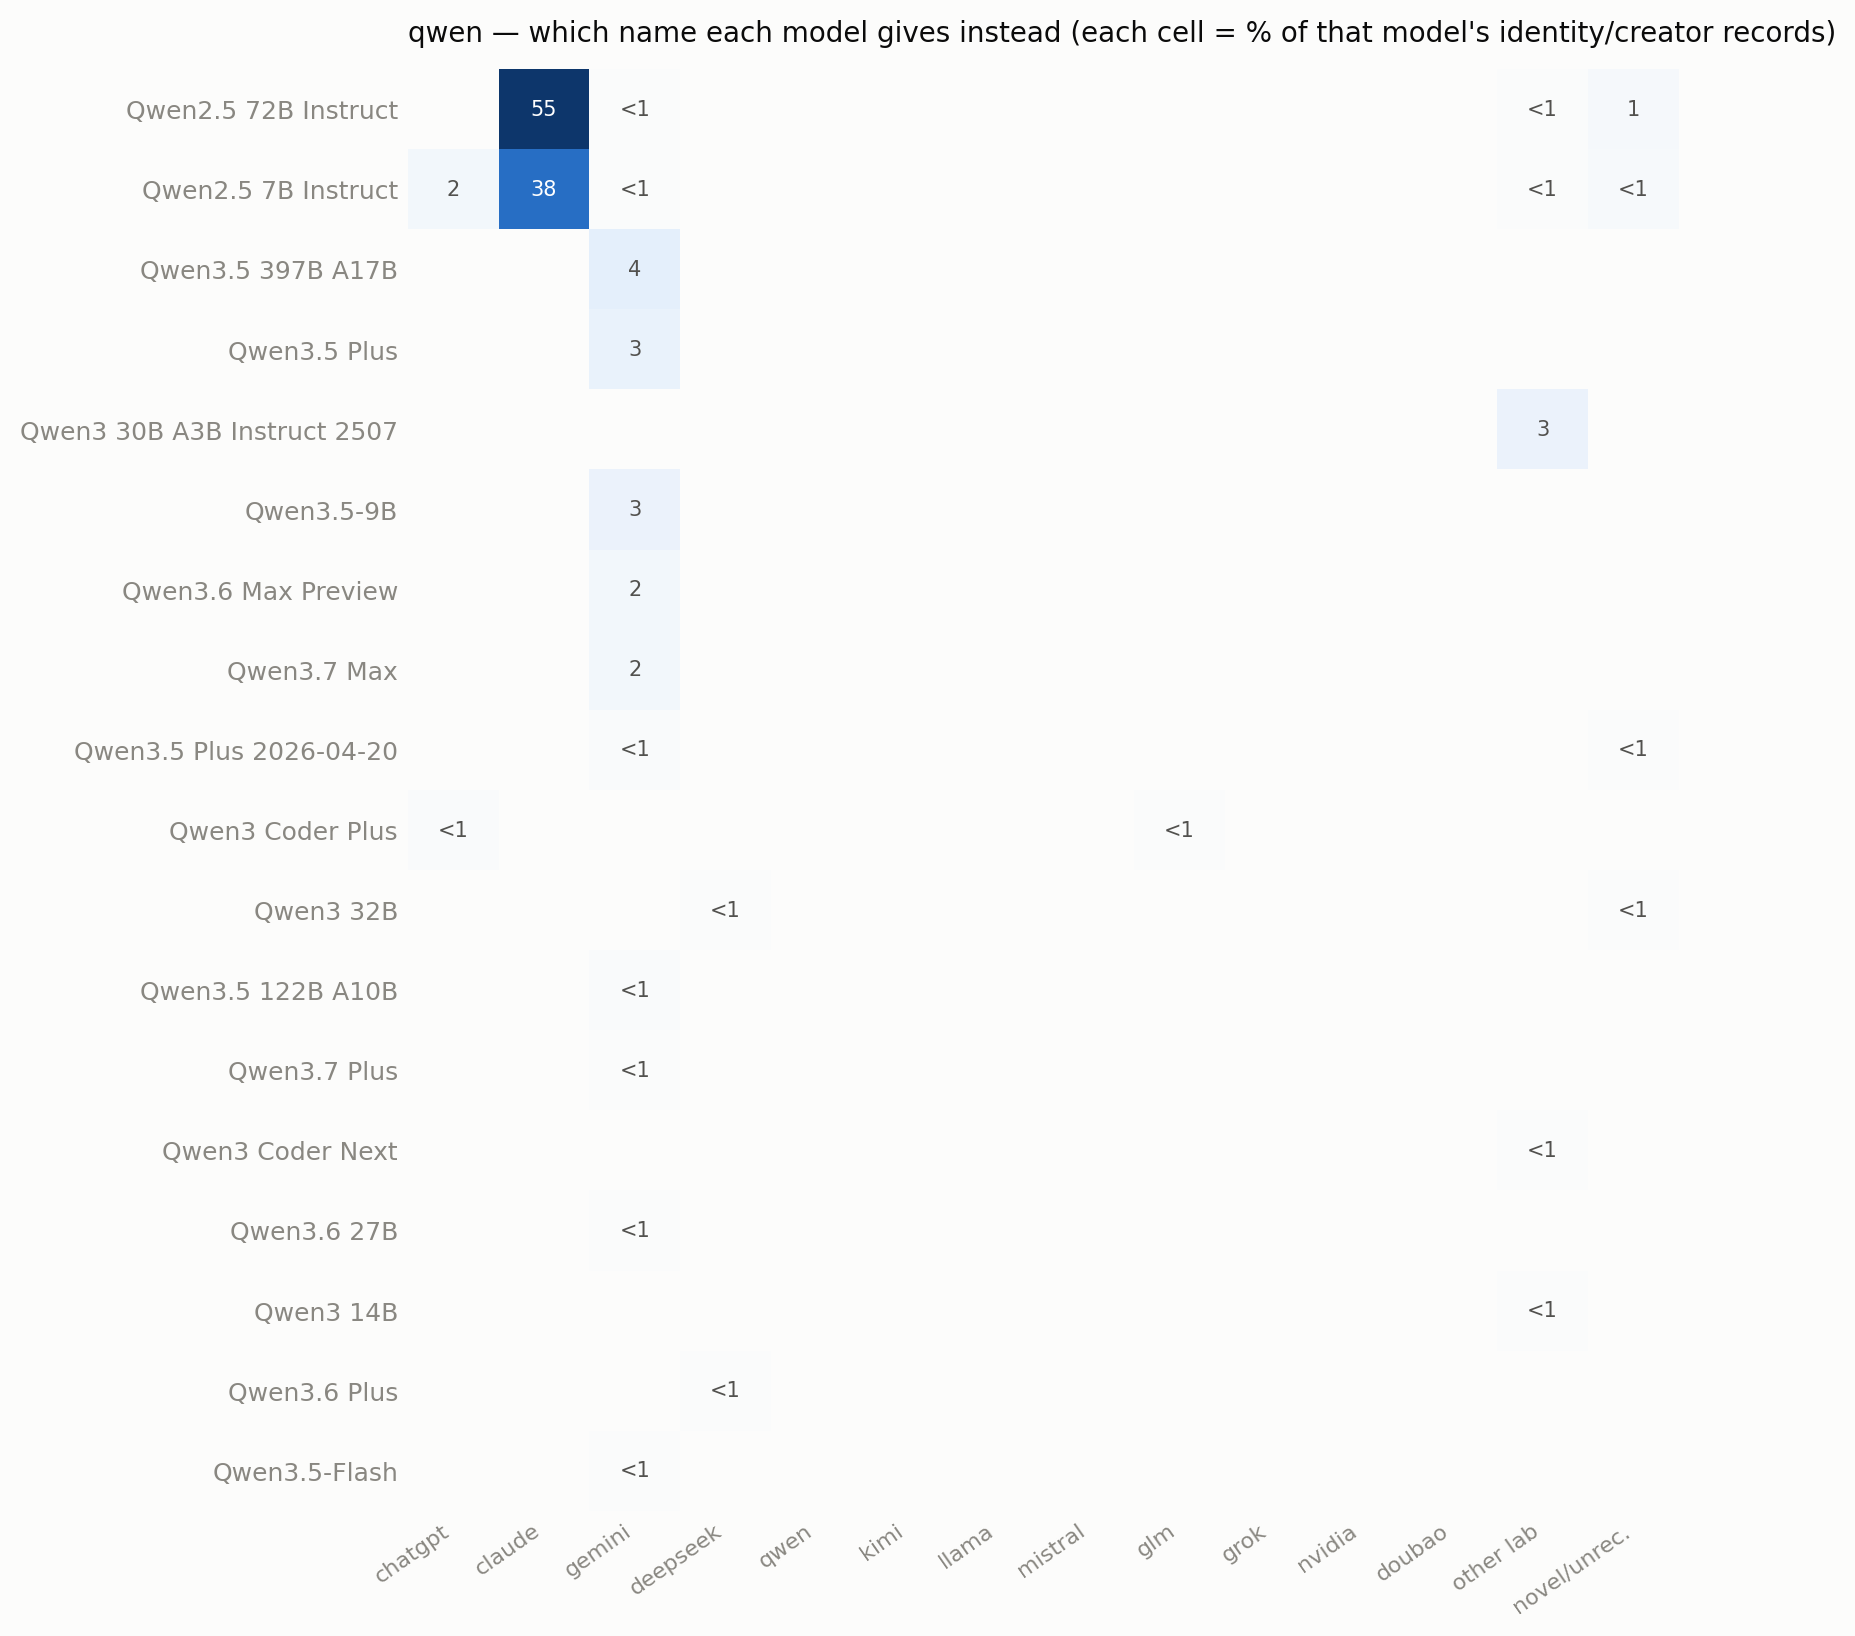 qwen — which name each model gives instead (each cell = % of that model's identity/creator records)
Qwen2.5 72B Instruct 55 <1 <1 1
Qwen2.5 7B Instruct 2 38 <1 <1 <1
Qwen3.5 397B A17B 4
Qwen3.5 Plus 3
Qwen3 30B A3B Instruct 2507 3
Qwen3.5-9B 3
Qwen3.6 Max Preview 2
Qwen3.7 Max 2
Qwen3.5 Plus 2026-04-20 <1 <1
Qwen3 Coder Plus <1 <1
Qwen3 32B <1 <1
Qwen3.5 122B A10B <1
Qwen3.7 Plus <1
Qwen3 Coder Next <1
Qwen3.6 27B <1
Qwen3 14B <1
Qwen3.6 Plus <1
Qwen3.5-Flash <1
chatgpt claude gemini deepseek qwen kimi llama mistral glm grok nvidia doubao other lab novel/unrec.